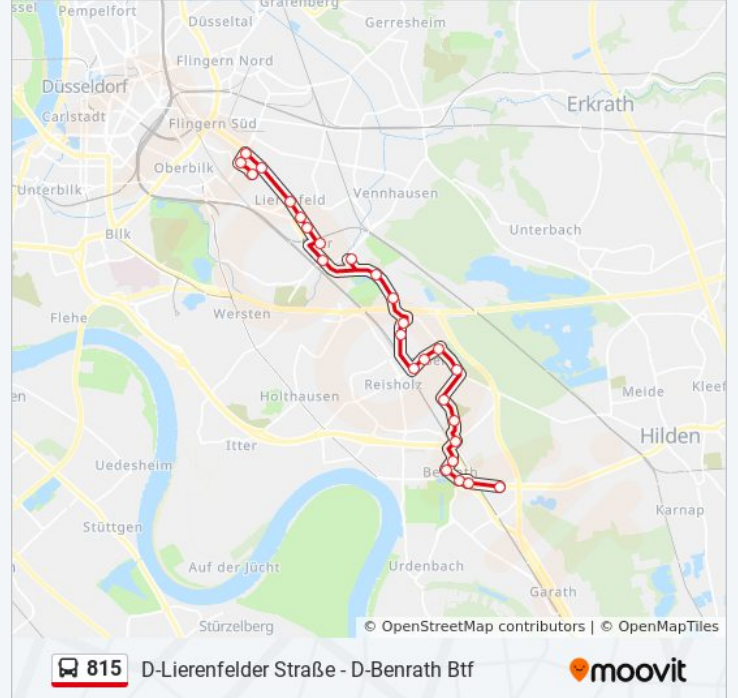 Pempelfort
Grafenberg
Düsseltal
Gerresheim
Flingern Nord
Düsseldorf
Erkrath
Carlstadt
Flingern Süd
Oberbilk
Unterbilk
Vennhausen
Unterbach
Bilk
Flehe
Wersten
Reisholz
Holthausen
Meide
Kleef
Itter
Hilden
Uedesheim
Karnap
Stüttgen
Auf der Jücht
Urdenbach
Garath
Stürzelberg
© OpenStreetMap contributors | © OpenMapTiles
815 D-Lierenfelder Straße - D-Benrath Btf
moovit